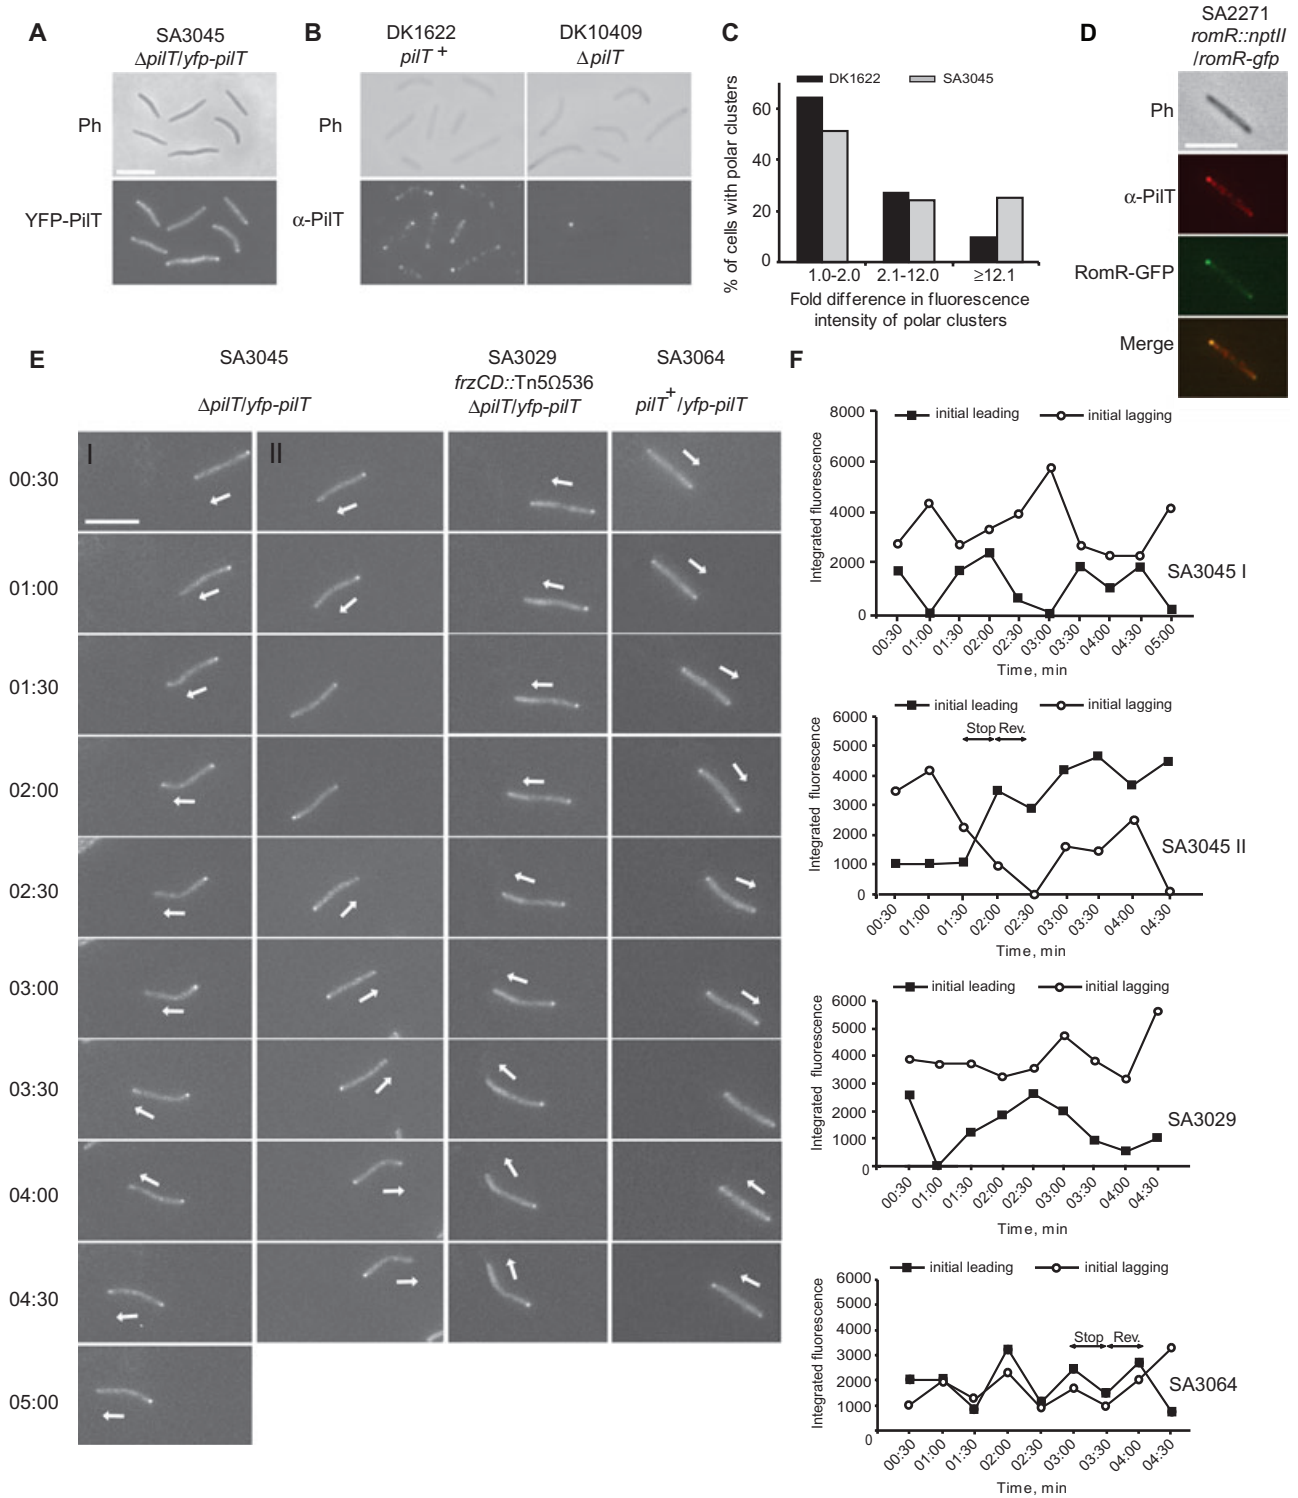 A
SA3045
ΔpilT/yfp-pilT
Ph
YFP-PilT
B
DK1622
pilT +
DK10409
ΔpilT
Ph
α-PilT
C
DK1622
SA3045
% of cells with polar clusters
60
40
20
0
1.0-2.0
2.1-12.0
≥12.1
Fold difference in fluorescence
intensity of polar clusters
D
SA2271
romR::nptII
/romR-gfp
Ph
α-PilT
RomR-GFP
Merge
E
SA3045
ΔpilT/yfp-pilT
SA3029
frzCD::Tn5Ω536
ΔpilT/yfp-pilT
SA3064
pilT+/yfp-pilT
I
II
00:30
01:00
01:30
02:00
02:30
03:00
03:30
04:00
04:30
05:00
F
initial leading
initial lagging
Integrated fluorescence
8000
6000
4000
2000
0
SA3045 I
00:30
01:00
01:30
02:00
02:30
03:00
03:30
04:00
04:30
05:00
Time, min
initial leading
initial lagging
Stop
Rev.
Integrated fluorescence
6000
5000
4000
3000
2000
1000
0
SA3045 II
00:30
01:00
01:30
02:00
02:30
03:00
03:30
04:00
04:30
Time, min
initial leading
initial lagging
Integrated fluorescence
6000
5000
4000
3000
2000
1000
0
SA3029
00:30
01:00
01:30
02:00
02:30
03:00
03:30
04:00
04:30
Time, min
initial leading
initial lagging
Stop
Rev.
Integrated fluorescence
6000
5000
4000
3000
2000
1000
0
SA3064
00:30
01:00
01:30
02:00
02:30
03:00
03:30
04:00
04:30
Time, min